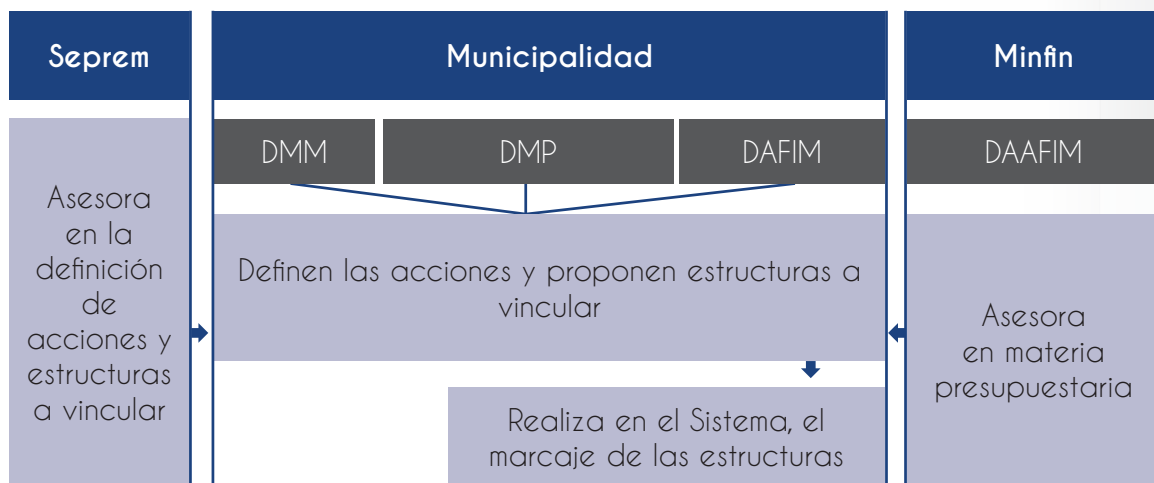 Seprem
Municipalidad
Minfin
DMM
DMP
DAFIM
DAAFIM
Asesora
en la
definición
de
acciones y
estructuras
a vincular
Definen las acciones y proponen estructuras a
vincular
Realiza en el Sistema, el
marcaje de las estructuras
Asesora
en materia
presupuestaria